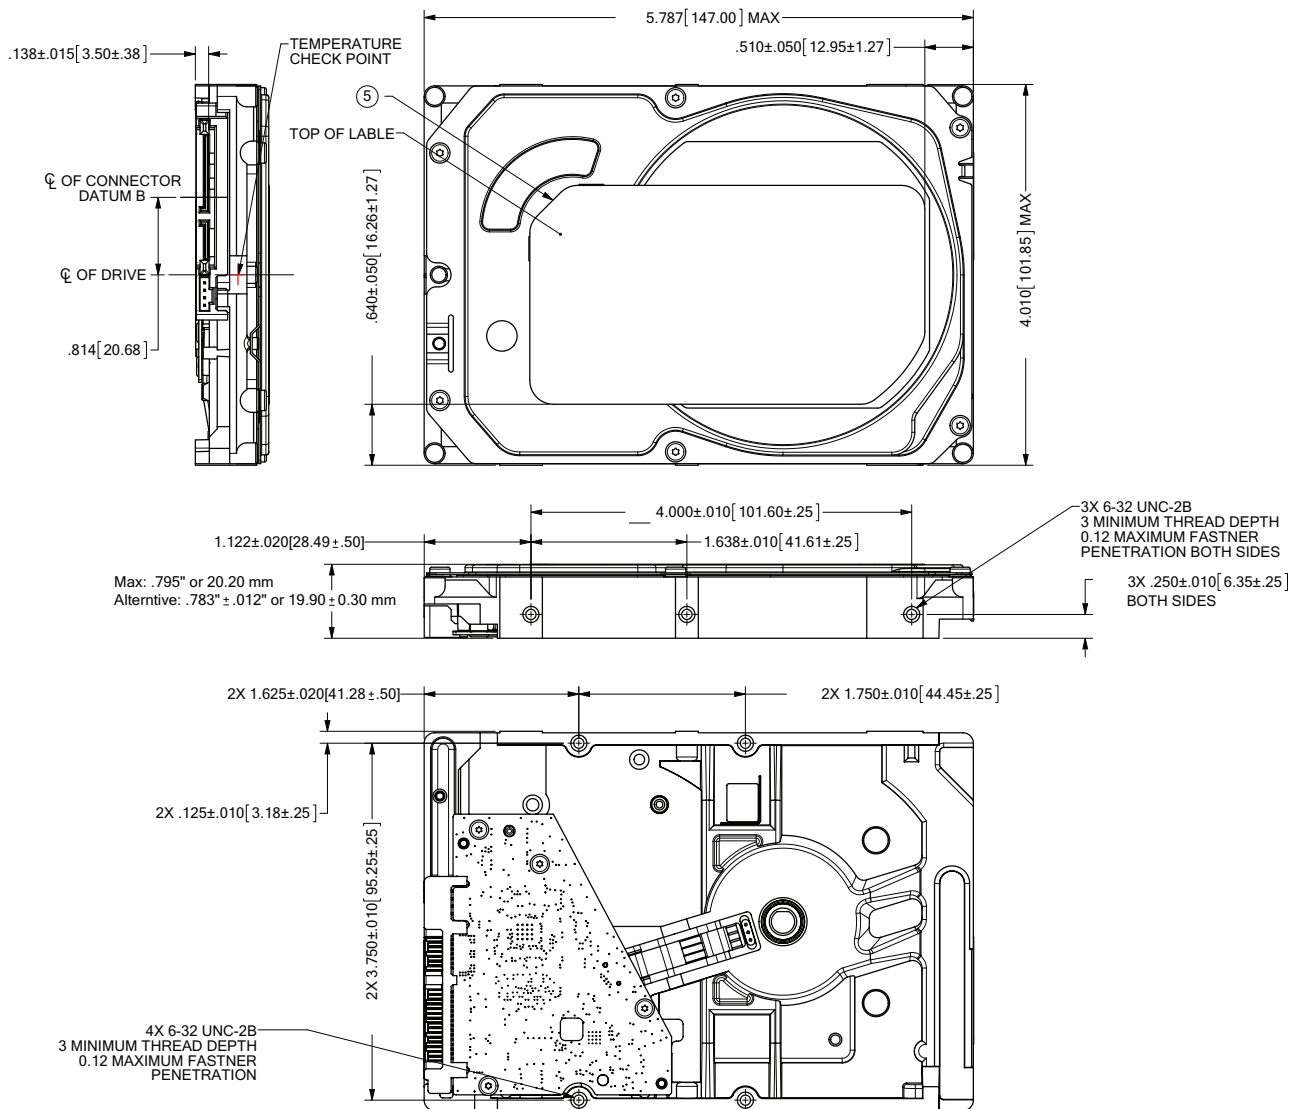 5.787[147.00] MAX
.510±.050[12.95±1.27]
.138±.015[3.50±.38]
TEMPERATURE
CHECK POINT
5
TOP OF LABLE
℄ OF CONNECTOR
DATUM B
℄ OF DRIVE
.814[20.68]
.640±.050[16.26±1.27]
4.010[101.85] MAX
4.000±.010[101.60±.25]
1.122±.020[28.49±.50]
1.638±.010[41.61±.25]
3X 6-32 UNC-2B
3 MINIMUM THREAD DEPTH
0.12 MAXIMUM FASTNER
PENETRATION BOTH SIDES
Max: .795" or 20.20 mm
Alterntive: .783" ± .012" or 19.90 ± 0.30 mm
3X .250±.010[6.35±.25]
BOTH SIDES
2X 1.625±.020[41.28±.50]
2X 1.750±.010[44.45±.25]
2X .125±.010[3.18±.25]
2X 3.750±.010[95.25±.25]
4X 6-32 UNC-2B
3 MINIMUM THREAD DEPTH
0.12 MAXIMUM FASTNER
PENETRATION